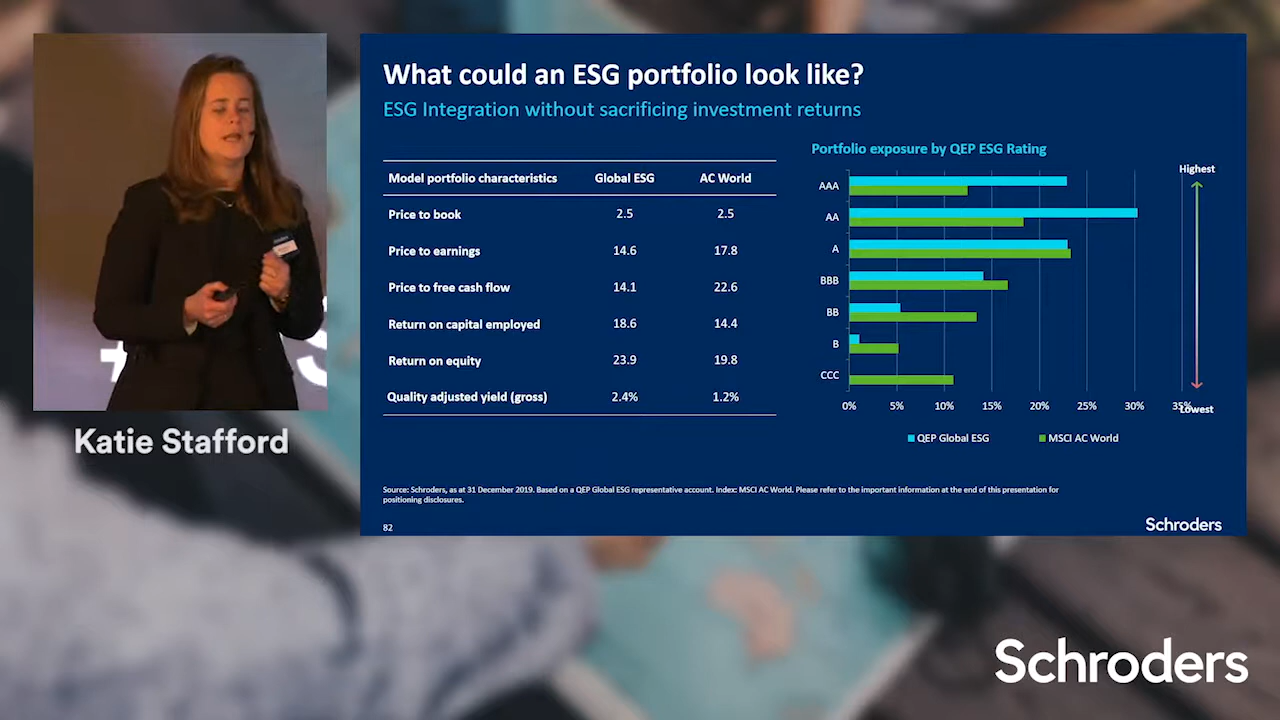 What could an ESG portfolio look like?
ESG Integration without sacrificing investment returns
Model portfolio characteristics Global ESG AC World
Price to book 2.5 2.5
Price to earnings 14.6 17.8
Price to free cash flow 14.1 22.6
Return on capital employed 18.6 14.4
Return on equity 23.9 19.8
Quality adjusted yield (gross) 2.4% 1.2%
Portfolio exposure by QEP ESG Rating
Highest
AAA
AA
A
BBB
BB
B
CCC
0% 5% 10% 15% 20% 25% 30% 35%
Lowest
QEP Global ESG MSCI AC World
Source: Schroders, as at 31 December 2019. Based on a QEP Global ESG representative account. Index: MSCI AC World. Please refer to the important information at the end of this presentation for
positioning disclosures.
82
Schroders
Katie Stafford
Schroders